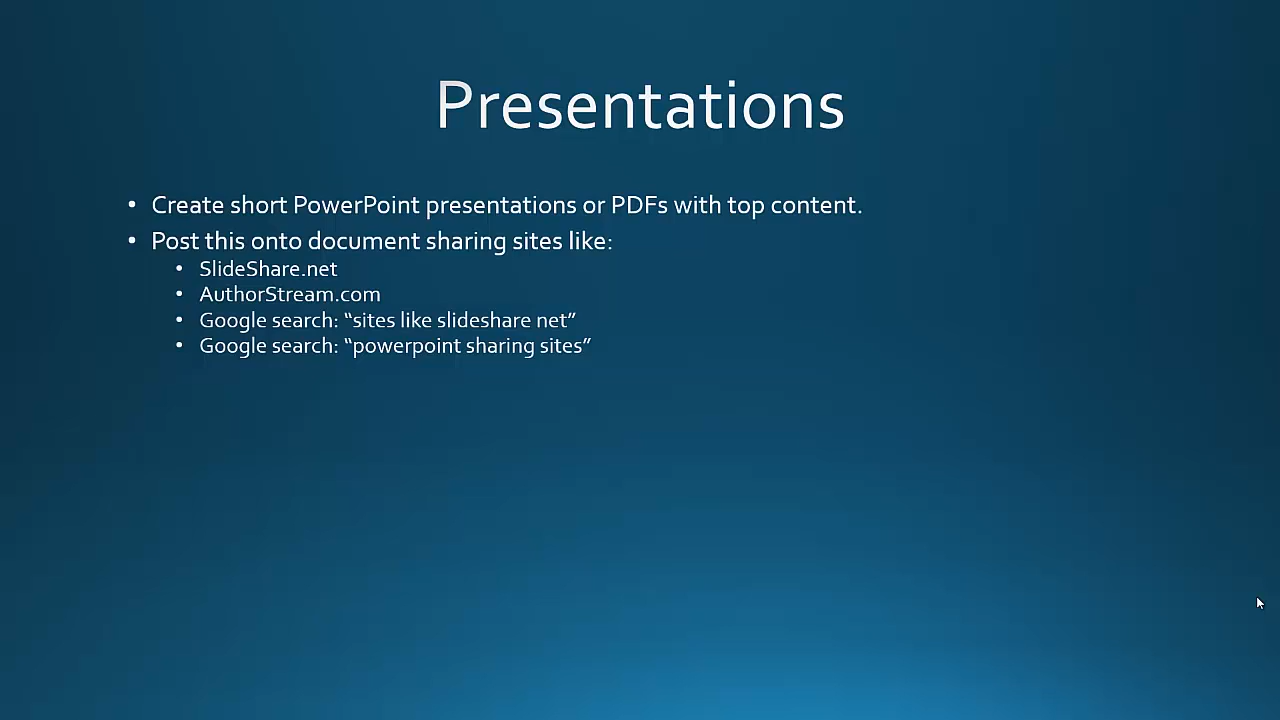 Presentations
• Create short PowerPoint presentations or PDFs with top content.
• Post this onto document sharing sites like:
• SlideShare.net
• AuthorStream.com
• Google search: “sites like slideshare net”
• Google search: “powerpoint sharing sites”